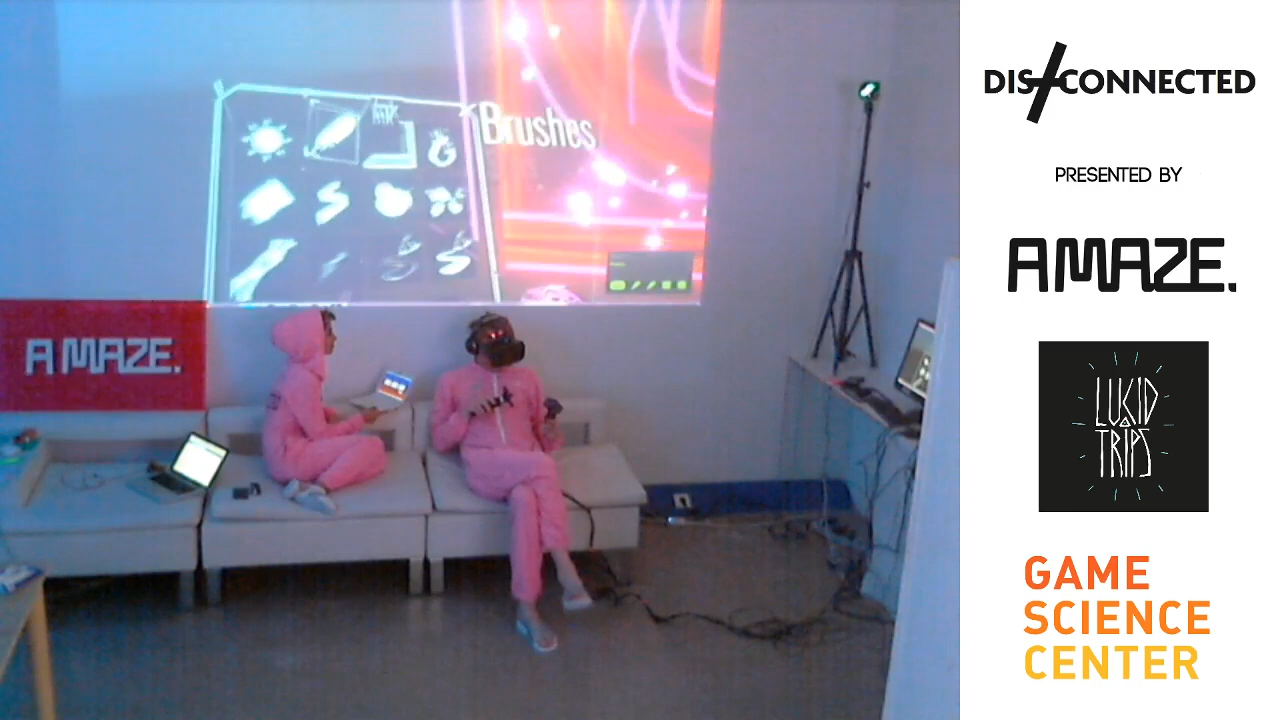 Brushes
A MAZE.
DIS/CONNECTED
PRESENTED BY
A MAZE.
LUCID
TRIPS
GAME
SCIENCE
CENTER